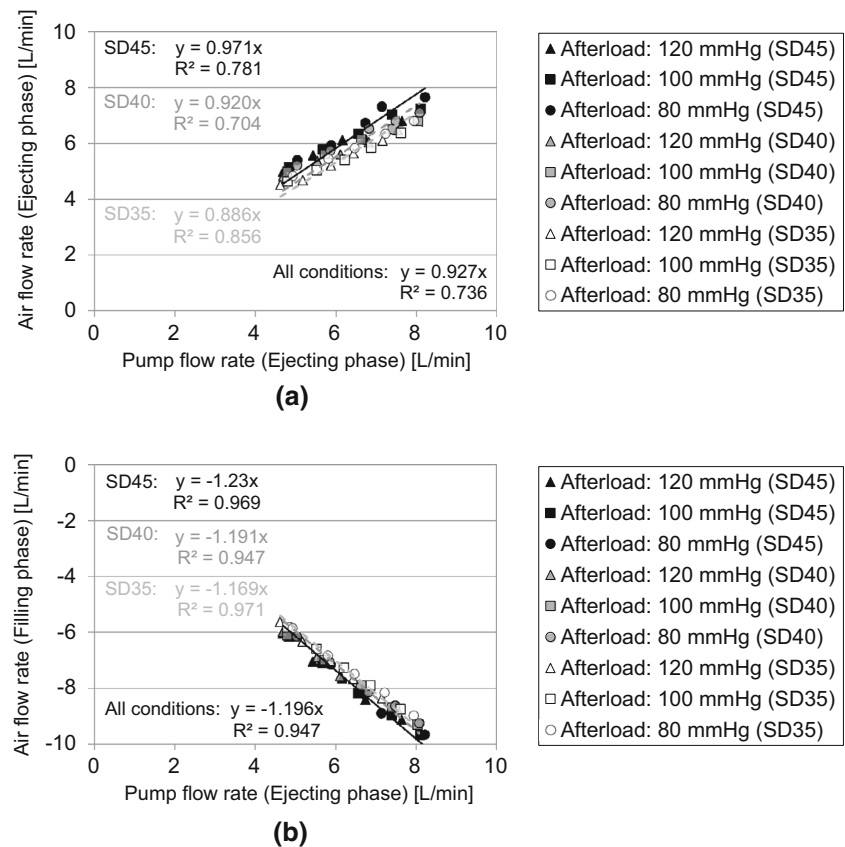 Air flow rate (Ejecting phase) [L/min]
10
8
6
4
2
0
0 2 4 6 8 10
SD45: y = 0.971x
R² = 0.781
SD40: y = 0.920x
R² = 0.704
SD35: y = 0.886x
R² = 0.856
All conditions: y = 0.927x
R² = 0.736
Pump flow rate (Ejecting phase) [L/min]
Afterload: 120 mmHg (SD45)
Afterload: 100 mmHg (SD45)
Afterload: 80 mmHg (SD45)
Afterload: 120 mmHg (SD40)
Afterload: 100 mmHg (SD40)
Afterload: 80 mmHg (SD40)
Afterload: 120 mmHg (SD35)
Afterload: 100 mmHg (SD35)
Afterload: 80 mmHg (SD35)
(a)
Air flow rate (Filling phase) [L/min]
0
-2
-4
-6
-8
-10
0 2 4 6 8 10
SD45: y = -1.23x
R² = 0.969
SD40: y = -1.191x
R² = 0.947
SD35: y = -1.169x
R² = 0.971
All conditions: y = -1.196x
R² = 0.947
Pump flow rate (Ejecting phase) [L/min]
Afterload: 120 mmHg (SD45)
Afterload: 100 mmHg (SD45)
Afterload: 80 mmHg (SD45)
Afterload: 120 mmHg (SD40)
Afterload: 100 mmHg (SD40)
Afterload: 80 mmHg (SD40)
Afterload: 120 mmHg (SD35)
Afterload: 100 mmHg (SD35)
Afterload: 80 mmHg (SD35)
(b)